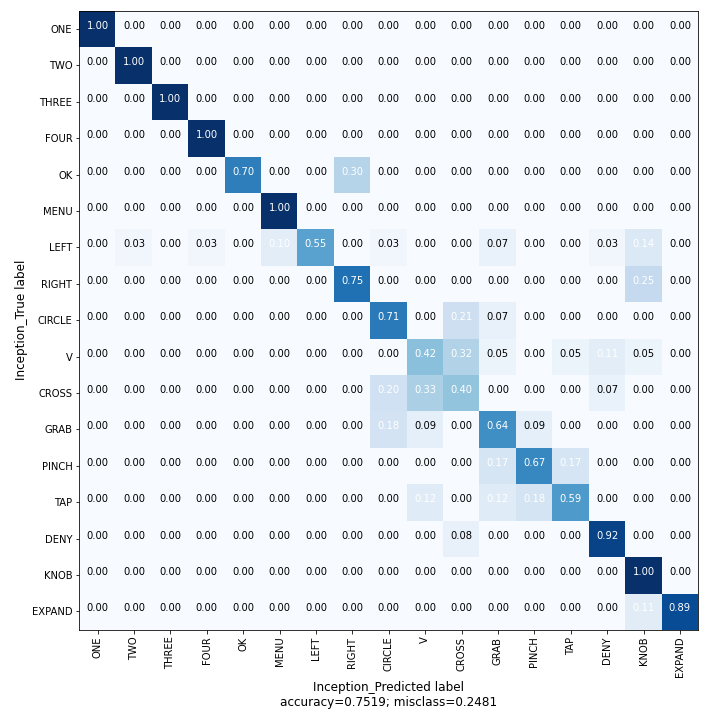 ONE 1.00 0.00 0.00 0.00 0.00 0.00 0.00 0.00 0.00 0.00 0.00 0.00 0.00 0.00 0.00 0.00 0.00
TWO 0.00 1.00 0.00 0.00 0.00 0.00 0.00 0.00 0.00 0.00 0.00 0.00 0.00 0.00 0.00 0.00 0.00
THREE 0.00 0.00 1.00 0.00 0.00 0.00 0.00 0.00 0.00 0.00 0.00 0.00 0.00 0.00 0.00 0.00 0.00
FOUR 0.00 0.00 0.00 1.00 0.00 0.00 0.00 0.00 0.00 0.00 0.00 0.00 0.00 0.00 0.00 0.00 0.00
OK 0.00 0.00 0.00 0.00 0.70 0.00 0.00 0.30 0.00 0.00 0.00 0.00 0.00 0.00 0.00 0.00 0.00
MENU 0.00 0.00 0.00 0.00 0.00 1.00 0.00 0.00 0.00 0.00 0.00 0.00 0.00 0.00 0.00 0.00 0.00
LEFT 0.00 0.03 0.00 0.03 0.00 0.10 0.55 0.00 0.03 0.00 0.00 0.07 0.00 0.00 0.03 0.14 0.00
RIGHT 0.00 0.00 0.00 0.00 0.00 0.00 0.00 0.75 0.00 0.00 0.00 0.00 0.00 0.00 0.00 0.25 0.00
CIRCLE 0.00 0.00 0.00 0.00 0.00 0.00 0.00 0.00 0.71 0.00 0.21 0.07 0.00 0.00 0.00 0.00 0.00
V 0.00 0.00 0.00 0.00 0.00 0.00 0.00 0.00 0.00 0.42 0.32 0.05 0.00 0.05 0.11 0.05 0.00
CROSS 0.00 0.00 0.00 0.00 0.00 0.00 0.00 0.00 0.20 0.33 0.40 0.00 0.00 0.00 0.07 0.00 0.00
GRAB 0.00 0.00 0.00 0.00 0.00 0.00 0.00 0.00 0.18 0.09 0.00 0.64 0.09 0.00 0.00 0.00 0.00
PINCH 0.00 0.00 0.00 0.00 0.00 0.00 0.00 0.00 0.00 0.00 0.00 0.17 0.67 0.17 0.00 0.00 0.00
TAP 0.00 0.00 0.00 0.00 0.00 0.00 0.00 0.00 0.00 0.12 0.00 0.12 0.18 0.59 0.00 0.00 0.00
DENY 0.00 0.00 0.00 0.00 0.00 0.00 0.00 0.00 0.00 0.00 0.08 0.00 0.00 0.00 0.92 0.00 0.00
KNOB 0.00 0.00 0.00 0.00 0.00 0.00 0.00 0.00 0.00 0.00 0.00 0.00 0.00 0.00 0.00 1.00 0.00
EXPAND 0.00 0.00 0.00 0.00 0.00 0.00 0.00 0.00 0.00 0.00 0.00 0.00 0.00 0.00 0.00 0.11 0.89
Inception_True label
ONE TWO THREE FOUR OK MENU LEFT RIGHT CIRCLE V CROSS GRAB PINCH TAP DENY KNOB EXPAND
Inception_Predicted label
accuracy=0.7519; misclass=0.2481